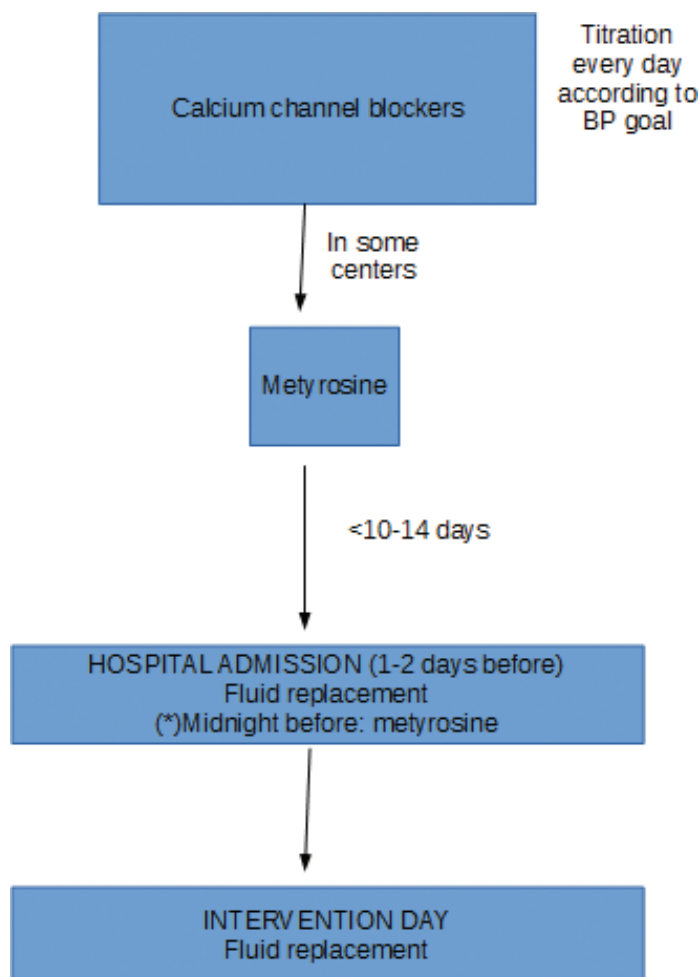 Calcium channel blockers
Titration
every day
according to
BP goal
In some
centers
Metyrosine
<10-14 days
HOSPITAL ADMISSION (1-2 days before)
Fluid replacement
(*)Midnight before: metyrosine
INTERVENTION DAY
Fluid replacement